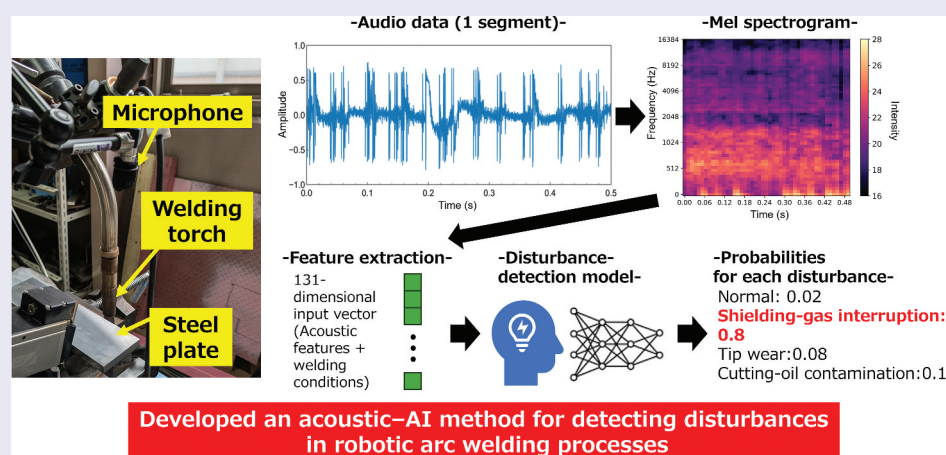 Microphone
Welding
torch
Steel
plate
-Audio data (1 segment)-
Amplitude
1.0
0.5
0.0
-0.5
-1.0
0.0 0.1 0.2 0.3 0.4 0.5
Time (s)
-Mel spectrogram-
Frequency (Hz)
16384
8192
4096
2048
1024
512
0
0.00 0.06 0.12 0.18 0.24 0.30 0.36 0.42 0.48
Time (s)
28
26
24
22
20
18
16
Intensity
-Feature extraction-
131-
dimensional
input vector
(Acoustic
features +
welding
conditions)
-Disturbance-
detection model-
-Probabilities
for each disturbance-
Normal: 0.02
Shielding-gas interruption:
0.8
Tip wear:0.08
Cutting-oil contamination:0.1
Developed an acoustic–AI method for detecting disturbances
in robotic arc welding processes